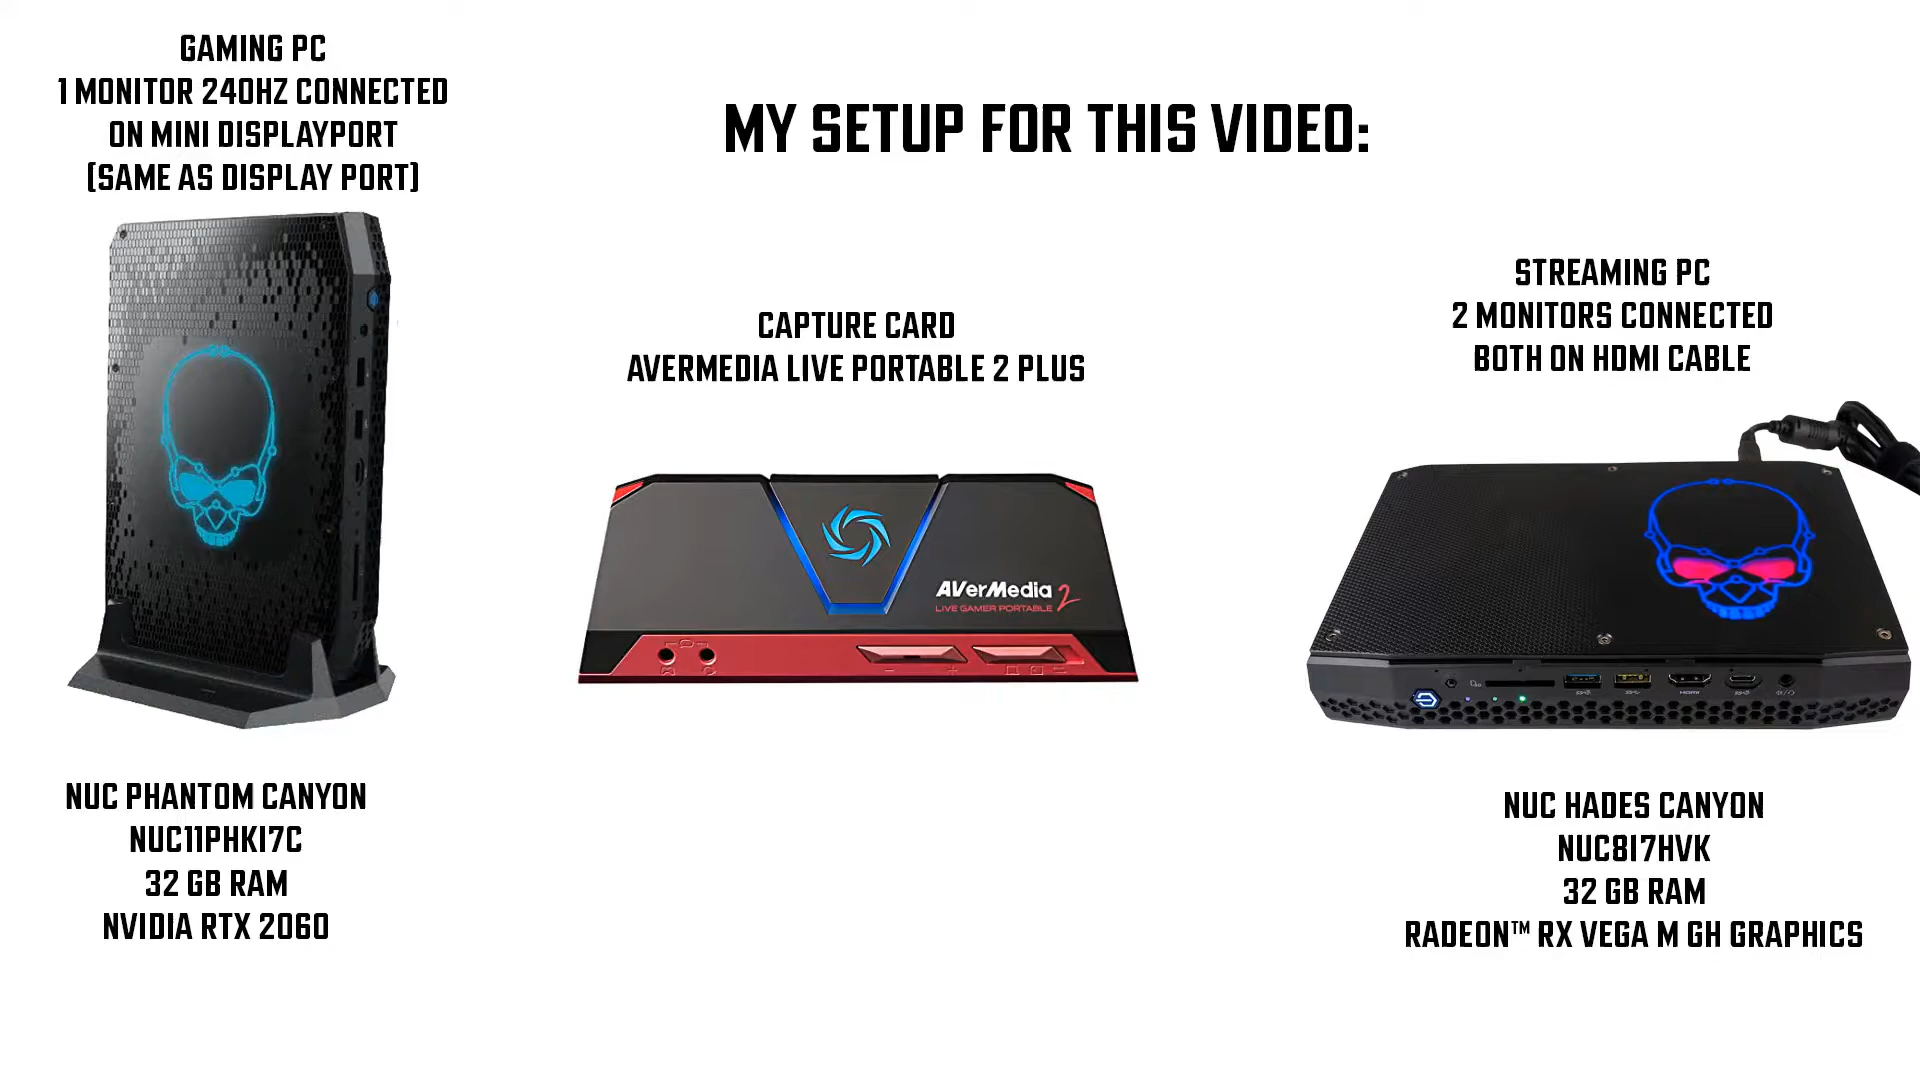 GAMING PC
1 MONITOR 240HZ CONNECTED
ON MINI DISPLAYPORT
(SAME AS DISPLAY PORT)
MY SETUP FOR THIS VIDEO:
CAPTURE CARD
AVERMEDIA LIVE PORTABLE 2 PLUS
STREAMING PC
2 MONITORS CONNECTED
BOTH ON HDMI CABLE
AVerMedia 2
LIVE GAMER PORTABLE
HDMI
NUC PHANTOM CANYON
NUC11PHKI7C
32 GB RAM
NVIDIA RTX 2060
NUC HADES CANYON
NUC8I7HVK
32 GB RAM
RADEON™ RX VEGA M GH GRAPHICS